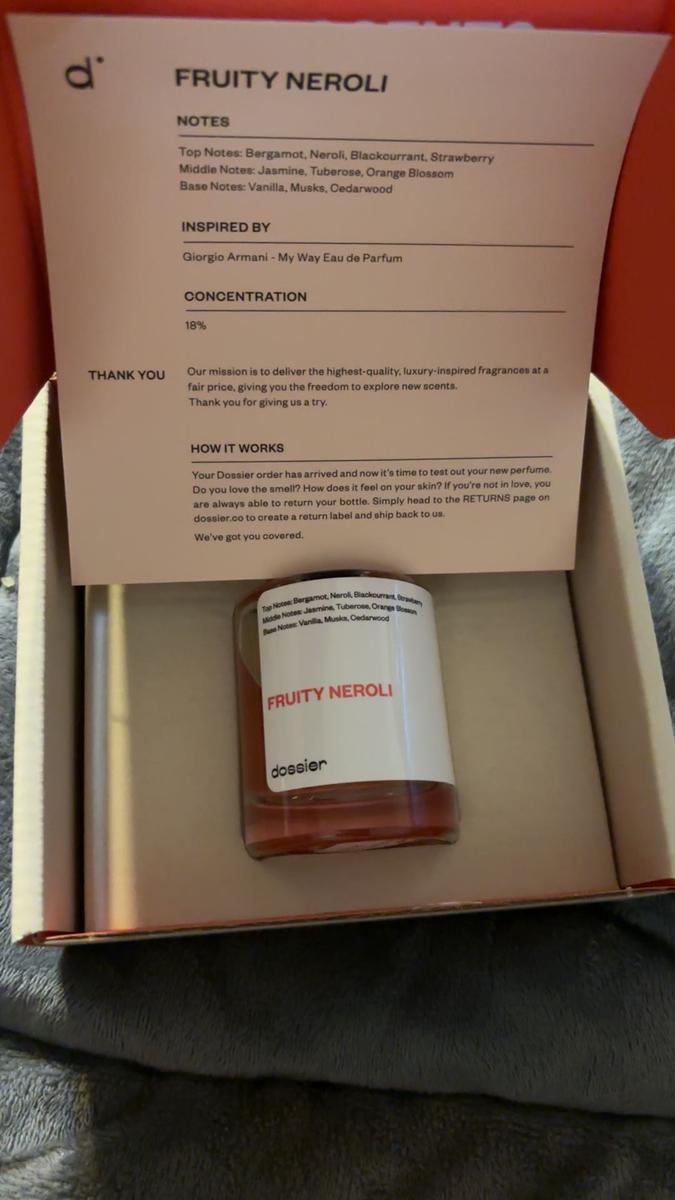 d°
FRUITY NEROLI
NOTES
Top Notes: Bergamot, Neroli, Blackcurrant, Strawberry
Middle Notes: Jasmine, Tuberose, Orange Blossom
Base Notes: Vanilla, Musks, Cedarwood
INSPIRED BY
Giorgio Armani - My Way Eau de Parfum
CONCENTRATION
18%
THANK YOU
Our mission is to deliver the highest-quality, luxury-inspired fragrances at a
fair price, giving you the freedom to explore new scents.
Thank you for giving us a try.
HOW IT WORKS
Your Dossier order has arrived and now it's time to test out your new perfume.
Do you love the smell? How does it feel on your skin? If you're not in love, you
are always able to return your bottle. Simply head to the RETURNS page on
dossier.co to create a return label and ship back to us.
We've got you covered.
Top Notes: Bergamot, Neroli, Blackcurrant, Strawberry
Middle Notes: Jasmine, Tuberose, Orange Blossom
Base Notes: Vanilla, Musks, Cedarwood
FRUITY NEROLI
dossier